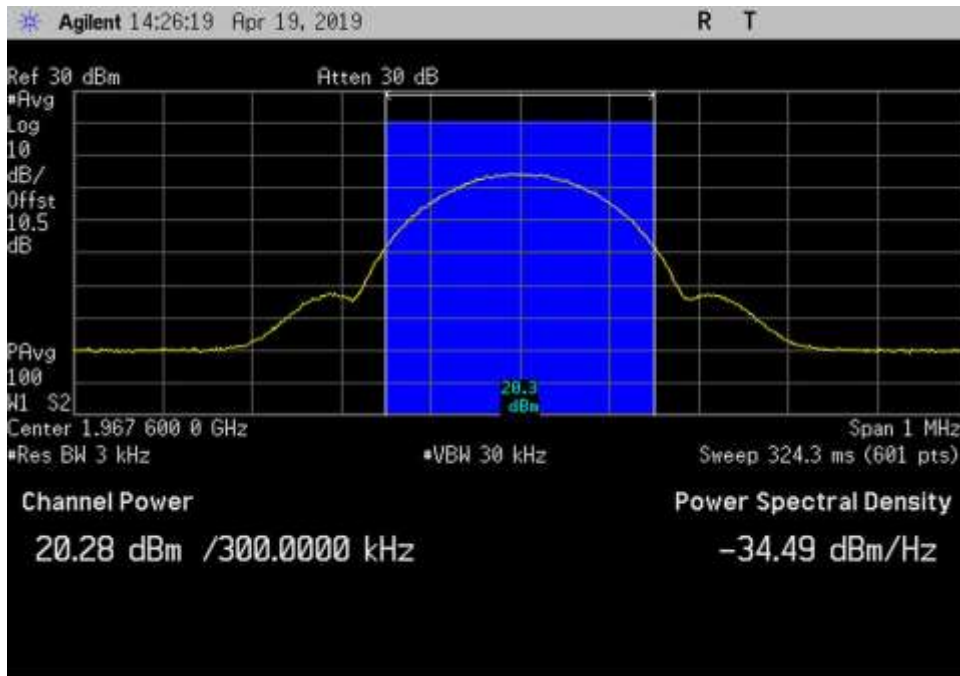 Agilent 14:26:19 Apr 19, 2019 R T
Ref 30 dBm Atten 30 dB
#Avg
Log
10
dB/
Offst
10.5
dB
PAvg
100
W1 S2
20.3
dBm
Center 1.967 600 0 GHz Span 1 MHz
#Res BW 3 kHz #VBW 30 kHz Sweep 324.3 ms (601 pts)
Channel Power Power Spectral Density
20.28 dBm /300.0000 kHz -34.49 dBm/Hz